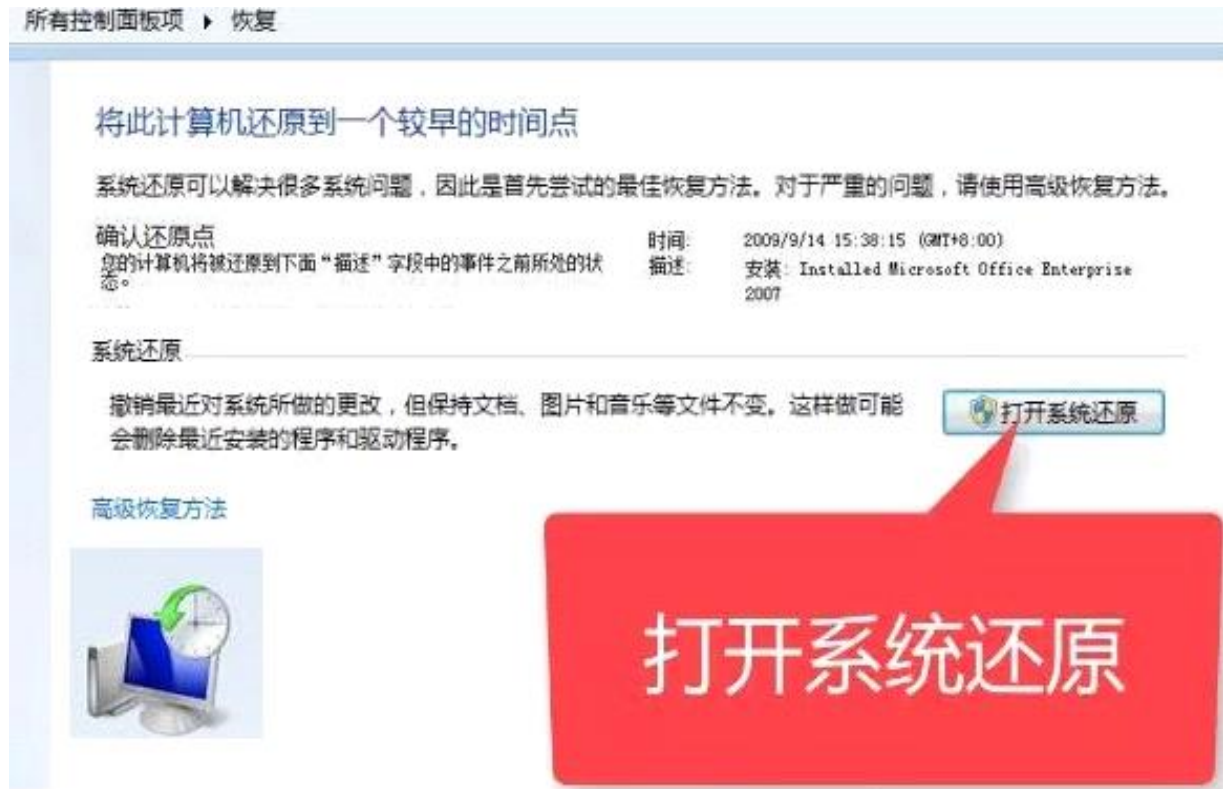 所有控制面板项 ▸ 恢复
将此计算机还原到一个较早的时间点
系统还原可以解决很多系统问题，因此是首先尝试的最佳恢复方法。对于严重的问题，请使用高级恢复方法。
确认还原点
您的计算机将被还原到下面“描述”字段中的事件之前所处的状
态。
时间: 2009/9/14 15:38:15 (GMT+8:00)
描述: 安装: Installed Microsoft Office Enterprise
2007
系统还原
撤销最近对系统所做的更改，但保持文档、图片和音乐等文件不变。这样做可能
会删除最近安装的程序和驱动程序。
打开系统还原
高级恢复方法
打开系统还原